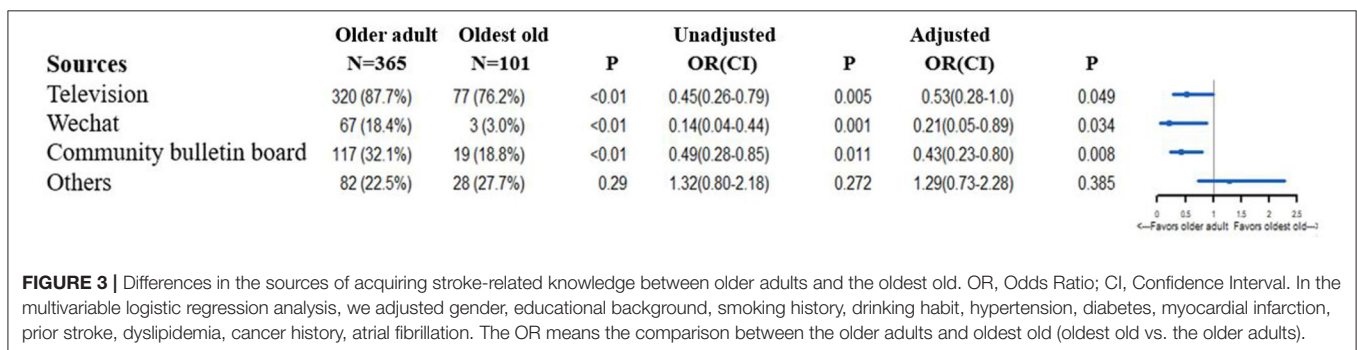 Older adult Oldest old Unadjusted Adjusted
Sources N=365 N=101 P OR(CI) P OR(CI) P
Television 320 (87.7%) 77 (76.2%) <0.01 0.45(0.26-0.79) 0.005 0.53(0.28-1.0) 0.049
Wechat 67 (18.4%) 3 (3.0%) <0.01 0.14(0.04-0.44) 0.001 0.21(0.05-0.89) 0.034
Community bulletin board 117 (32.1%) 19 (18.8%) <0.01 0.49(0.28-0.85) 0.011 0.43(0.23-0.80) 0.008
Others 82 (22.5%) 28 (27.7%) 0.29 1.32(0.80-2.18) 0.272 1.29(0.73-2.28) 0.385
0 0.5 1 1.5 2 2.5
<—Favors older adult Favors oldest old—
FIGURE 3 | Differences in the sources of acquiring stroke-related knowledge between older adults and the oldest old. OR, Odds Ratio; CI, Confidence Interval. In the
multivariable logistic regression analysis, we adjusted gender, educational background, smoking history, drinking habit, hypertension, diabetes, myocardial infarction,
prior stroke, dyslipidemia, cancer history, atrial fibrillation. The OR means the comparison between the older adults and oldest old (oldest old vs. the older adults).